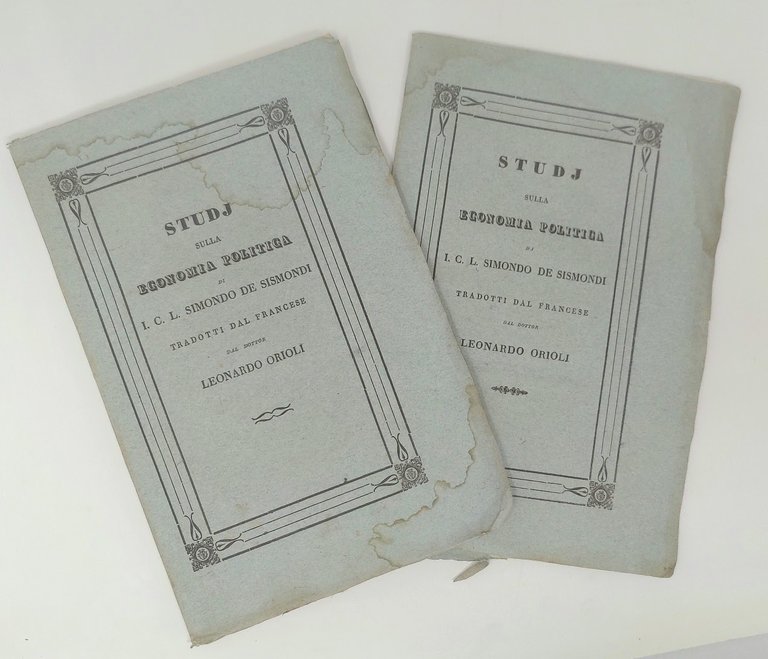 STUDJ
SULLA
ECONOMIA POLITICA
DI
I. C. L. SIMONDO DE SISMONDI
TRADOTTI DAL FRANCESE
DAL DOTTOR
LEONARDO ORIOLI
STUDJ
SULLA
ECONOMIA POLITICA
DI
I. C. L. SIMONDO DE SISMONDI
TRADOTTI DAL FRANCESE
DAL DOTTOR
LEONARDO ORIOLI